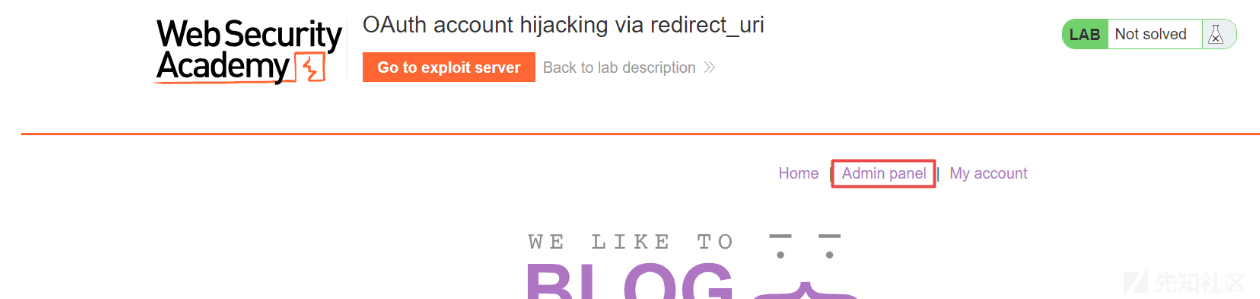 Web Security
Academy
OAuth account hijacking via redirect_uri
Go to exploit server
Back to lab description
LAB
Not solved
Home | Admin panel | My account
WE LIKE TO
BLOG
先知社区